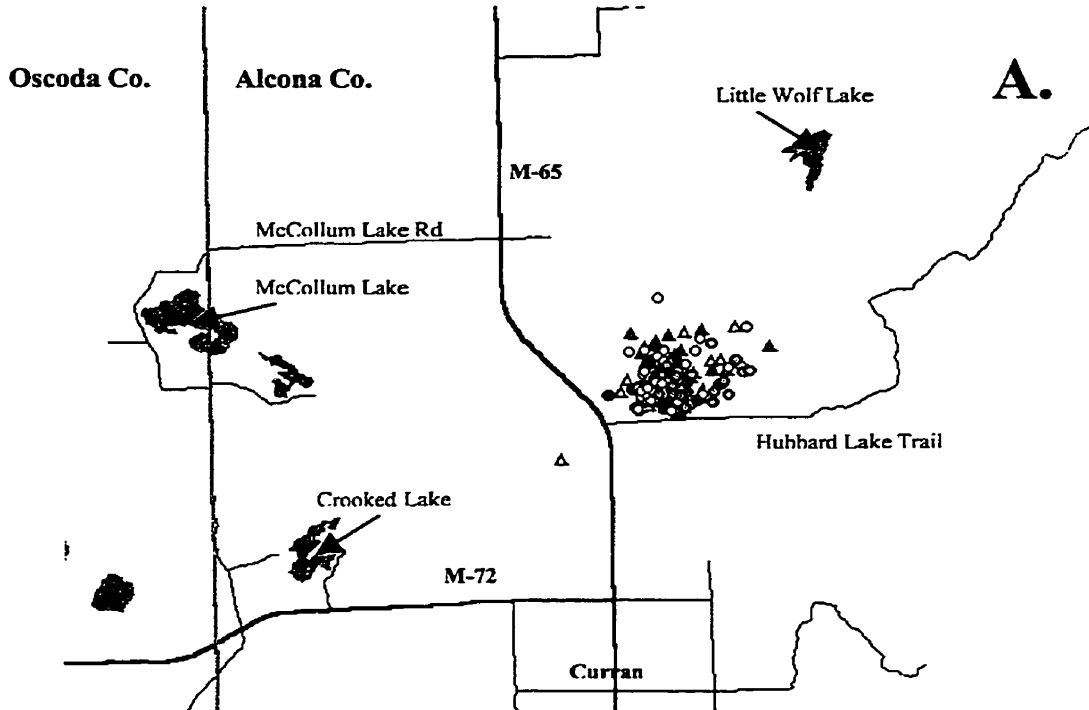 Oscoda Co.
Alcona Co.
A.
Little Wolf Lake
M-65
McCollum Lake Rd
McCollum Lake
Hubbard Lake Trail
Crooked Lake
M-72
Curran